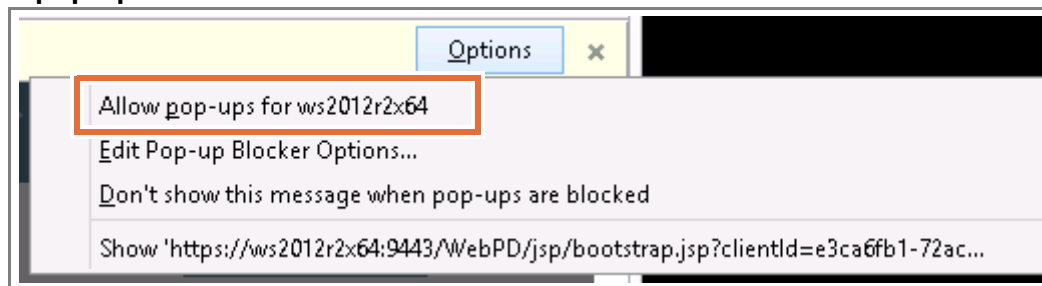 Options
Allow pop-ups for ws2012r2x64
Edit Pop-up Blocker Options...
Don't show this message when pop-ups are blocked
Show 'https://ws2012r2x64:9443/WebPD/jsp/bootstrap.jsp?clientId=e3ca6fb1-72ac...